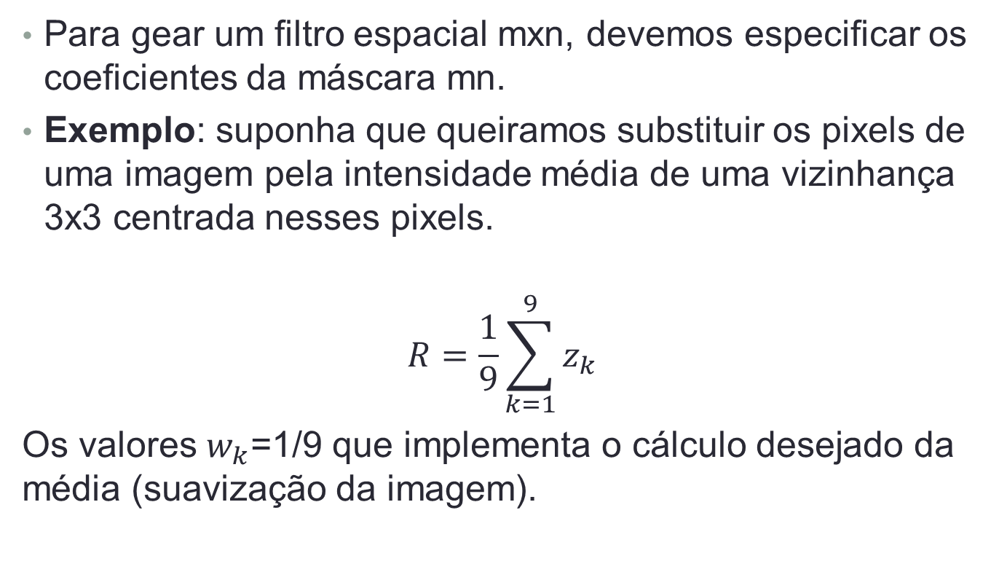 • Para gear um filtro espacial mxn, devemos especificar os
coeficientes da máscara mn.
• Exemplo: suponha que queiramos substituir os pixels de
uma imagem pela intensidade média de uma vizinhança
3x3 centrada nesses pixels.
R = \frac{1}{9} \sum_{k=1}^{9} z_k
Os valores w_k=1/9 que implementa o cálculo desejado da
média (suavização da imagem).